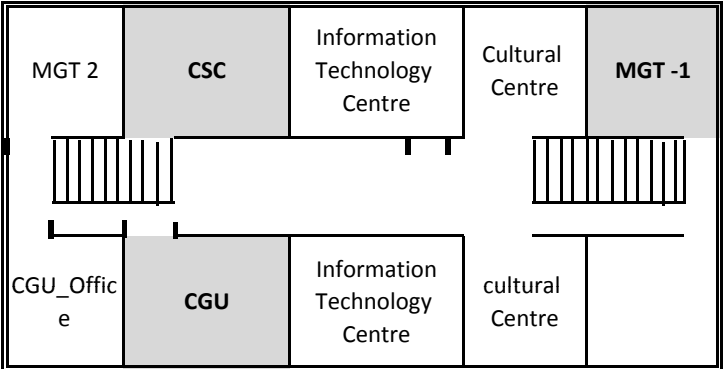 MGT 2
CSC
Information
Technology
Centre
Cultural
Centre
MGT -1
CGU_Offic
e
CGU
Information
Technology
Centre
cultural
Centre